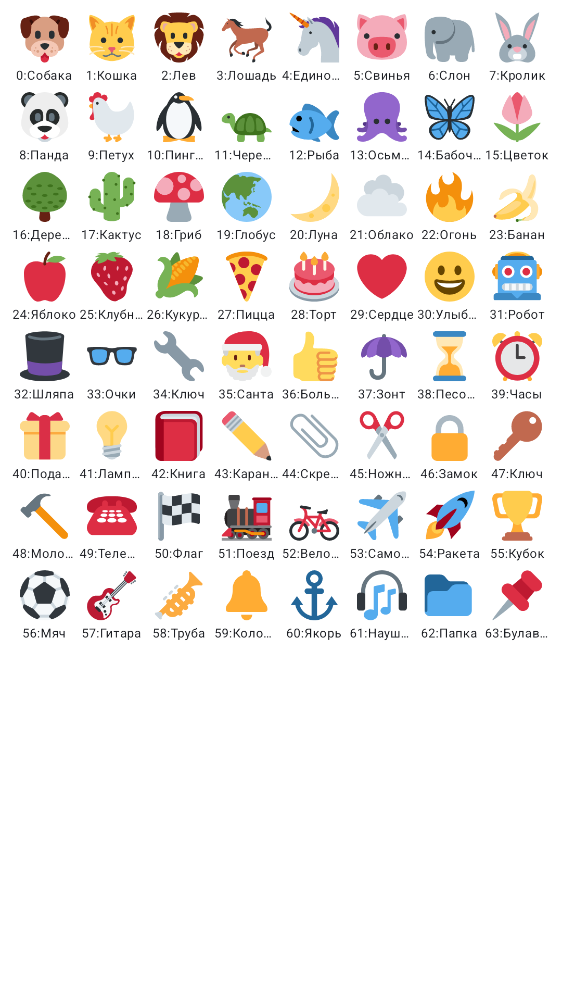 0:Собака 1:Кошка 2:Лев 3:Лошадь 4:Едино… 5:Свинья 6:Слон 7:Кролик
8:Панда 9:Петух 10:Пинг… 11:Чере… 12:Рыба 13:Осьм… 14:Бабоч… 15:Цветок
16:Дере… 17:Кактус 18:Гриб 19:Глобус 20:Луна 21:Облако 22:Огонь 23:Банан
24:Яблоко 25:Клубн… 26:Кукур… 27:Пицца 28:Торт 29:Сердце 30:Улыб… 31:Робот
32:Шляпа 33:Очки 34:Ключ 35:Санта 36:Боль… 37:Зонт 38:Песо… 39:Часы
40:Пода… 41:Ламп… 42:Книга 43:Каран… 44:Скре… 45:Ножн… 46:Замок 47:Ключ
48:Моло… 49:Теле… 50:Флаг 51:Поезд 52:Вело… 53:Само… 54:Ракета 55:Кубок
56:Мяч 57:Гитара 58:Труба 59:Коло… 60:Якорь 61:Науш… 62:Папка 63:Булав…